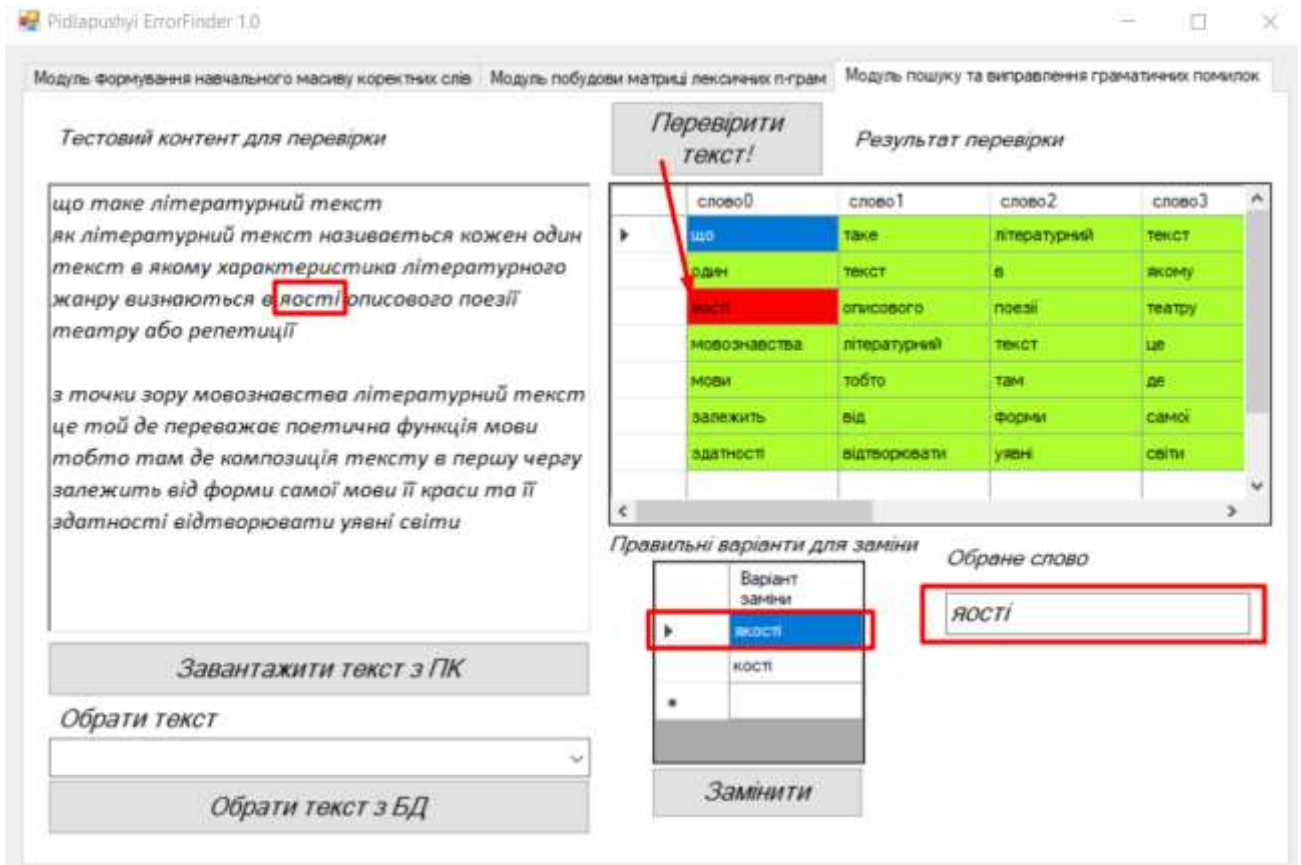 Pidlapushyi ErrorFinder 1.0
Модуль формування навчального масиву коректних слів Модуль побудови матриці лексичних n-грам Модуль пошуку та виправлення граматичних помилок
Тестовий контент для перевірки
Перевірити
текст!
Результат перевірки
що таке літературний текст
як літературний текст називається кожен один
текст в якому характеристика літературного
жанру визнаються в яості описового поезії
театру або репетиції
з точки зору мовознавства літературний текст
це той де переважає поетична функція мови
тобто там де композиція тексту в першу чергу
залежить від форми самої мови її краси та її
здатності відтворювати уявні світи
слово0 слово1 слово2 слово3
що таке літературний текст
один текст в якому
яості описового поезії театру
мовознавства літературний текст це
мови тобто там де
залежить від форми самої
здатності відтворювати уявні світи
Правильні варіанти для заміни
Обране слово
Варіант
заміни
якості
кості
яості
Завантажити текст з ПК
Обрати текст
Обрати текст з БД
Замінити